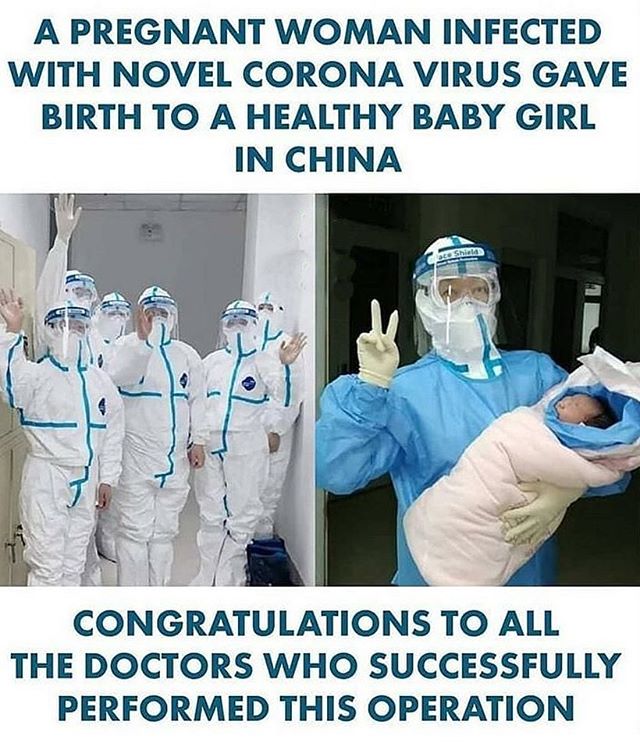 A PREGNANT WOMAN INFECTED
WITH NOVEL CORONA VIRUS GAVE
BIRTH TO A HEALTHY BABY GIRL
IN CHINA
Face Shield
CONGRATULATIONS TO ALL
THE DOCTORS WHO SUCCESSFULLY
PERFORMED THIS OPERATION